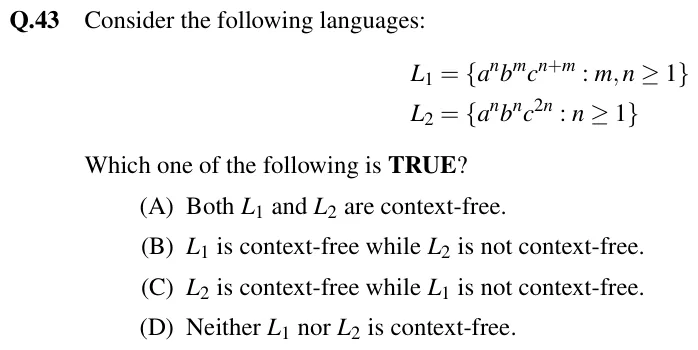 Q.43 Consider the following languages:
L₁ = {aⁿbᵐcⁿ⁺ᵐ : m, n ≥ 1}
L₂ = {aⁿbⁿc²ⁿ : n ≥ 1}
Which one of the following is TRUE?
(A) Both L₁ and L₂ are context-free.
(B) L₁ is context-free while L₂ is not context-free.
(C) L₂ is context-free while L₁ is not context-free.
(D) Neither L₁ nor L₂ is context-free.